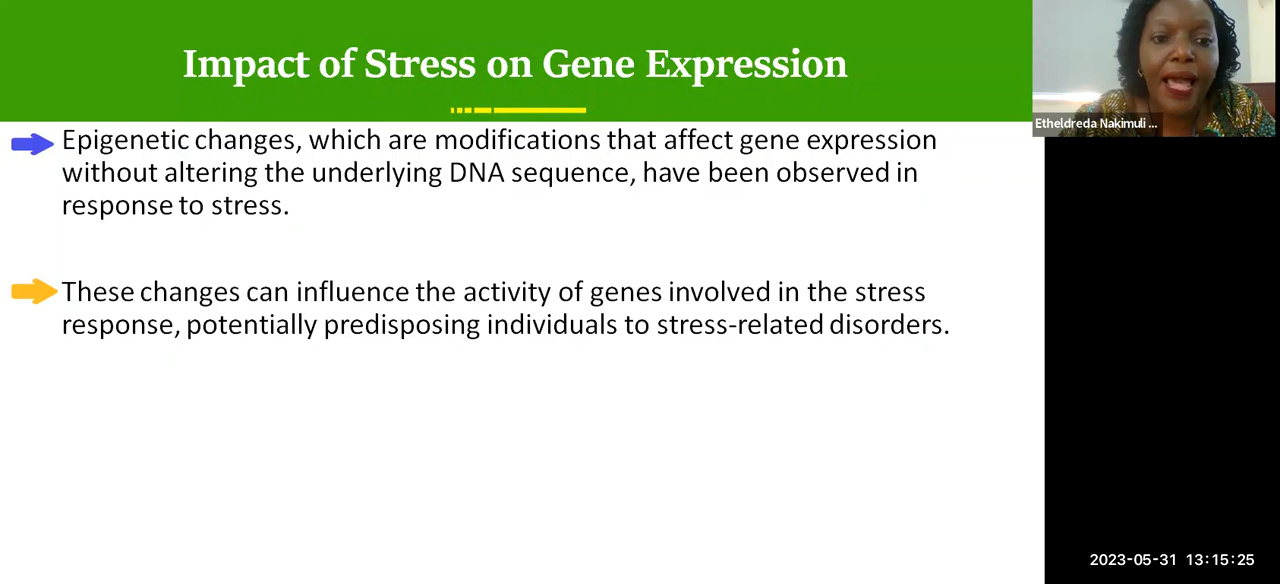 Impact of Stress on Gene Expression
Etheldreda Nakimuli ...
Epigenetic changes, which are modifications that affect gene expression
without altering the underlying DNA sequence, have been observed in
response to stress.
These changes can influence the activity of genes involved in the stress
response, potentially predisposing individuals to stress-related disorders.
2023-05-31 13:15:25